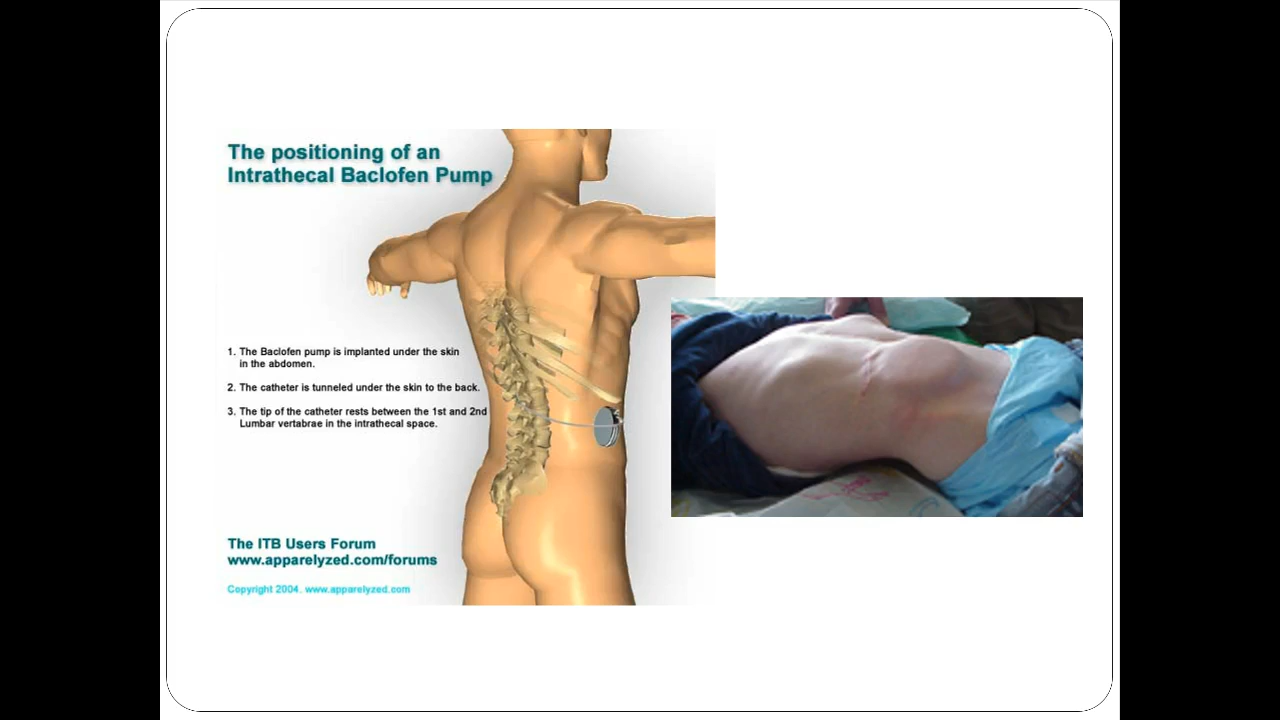 The positioning of an
Intrathecal Baclofen Pump
1. The Baclofen pump is implanted under the skin
in the abdomen.
2. The catheter is tunneled under the skin to the back.
3. The tip of the catheter rests between the 1st and 2nd
Lumbar vertabrae in the intrathecal space.
The ITB Users Forum
www.apparelyzed.com/forums
Copyright 2004. www.apparelyzed.com